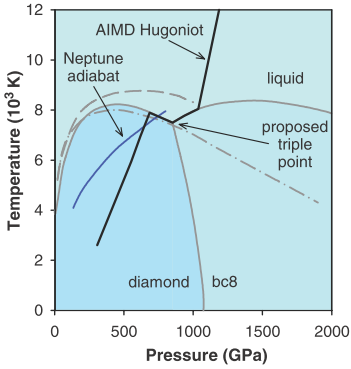 12
AIMD Hugoniot
10
Neptune
adiabat
liquid
8
proposed
triple
point
6
4
2
diamond
bc8
0
0
500
1000
1500
2000
Temperature (10³ K)
Pressure (GPa)